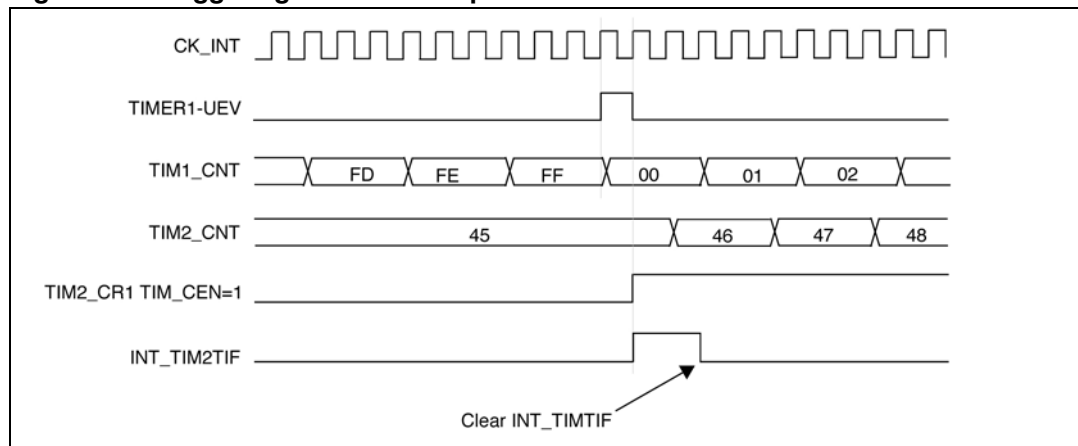 CK_INT
TIMER1-UEV
TIM1_CNT FD FE FF 00 01 02
TIM2_CNT 45 46 47 48
TIM2_CR1 TIM_CEN=1
INT_TIM2TIF
Clear INT_TIMTIF